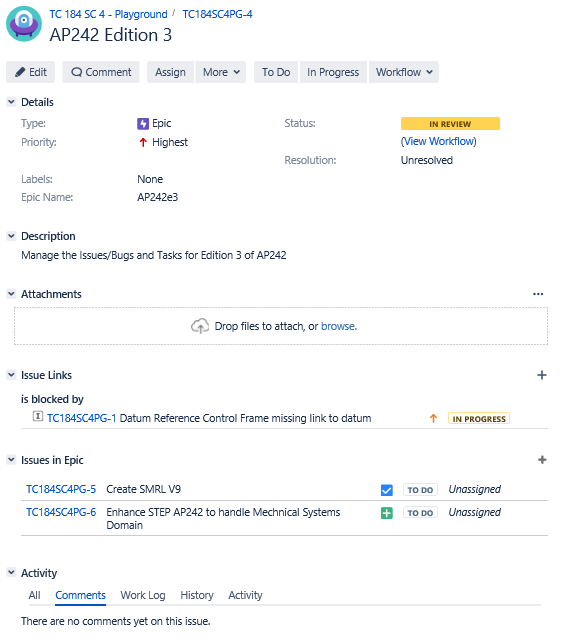 TC 184 SC 4 - Playground / TC184SC4PG-4
AP242 Edition 3
Edit Comment Assign More To Do In Progress Workflow
Details
Type: Epic Status: IN REVIEW
(View Workflow)
Priority: Highest
Resolution: Unresolved
Labels: None
Epic Name: AP242e3
Description
Manage the Issues/Bugs and Tasks for Edition 3 of AP242
Attachments
Drop files to attach, or browse.
Issue Links
is blocked by
TC184SC4PG-1 Datum Reference Control Frame missing link to datum IN PROGRESS
Issues in Epic
TC184SC4PG-5 Create SMRL V9 TO DO Unassigned
TC184SC4PG-6 Enhance STEP AP242 to handle Mechnical Systems TO DO Unassigned
Domain
Activity
All Comments Work Log History Activity
There are no comments yet on this issue.